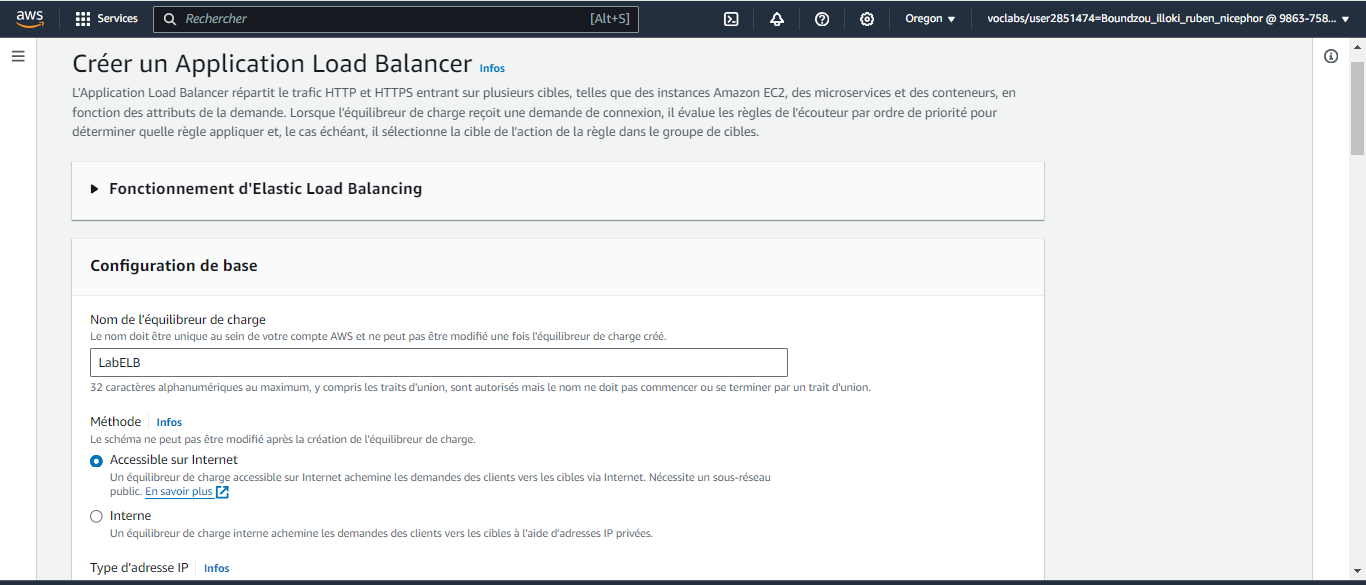 aws
Services
Rechercher
[Alt+S]
Oregon
voclabs/user2851474=Boundzou_illoki_ruben_nicephor @ 9863-758...
Créer un Application Load Balancer
Infos
L'Application Load Balancer répartit le trafic HTTP et HTTPS entrant sur plusieurs cibles, telles que des instances Amazon EC2, des microservices et des conteneurs, en
fonction des attributs de la demande. Lorsque l'équilibreur de charge reçoit une demande de connexion, il évalue les règles de l'écouteur par ordre de priorité pour
déterminer quelle règle appliquer et, le cas échéant, il sélectionne la cible de l'action de la règle dans le groupe de cibles.
Fonctionnement d'Elastic Load Balancing
Configuration de base
Nom de l'équilibreur de charge
Le nom doit être unique au sein de votre compte AWS et ne peut pas être modifié une fois l'équilibreur de charge créé.
LabELB
32 caractères alphanumériques au maximum, y compris les traits d'union, sont autorisés mais le nom ne doit pas commencer ou se terminer par un trait d'union.
Méthode
Infos
Le schéma ne peut pas être modifié après la création de l'équilibreur de charge.
Accessible sur Internet
Un équilibreur de charge accessible sur Internet achemine les demandes des clients vers les cibles via Internet. Nécessite un sous-réseau
public. En savoir plus
Interne
Un équilibreur de charge interne achemine les demandes des clients vers les cibles à l'aide d'adresses IP privées.
Type d'adresse IP
Infos